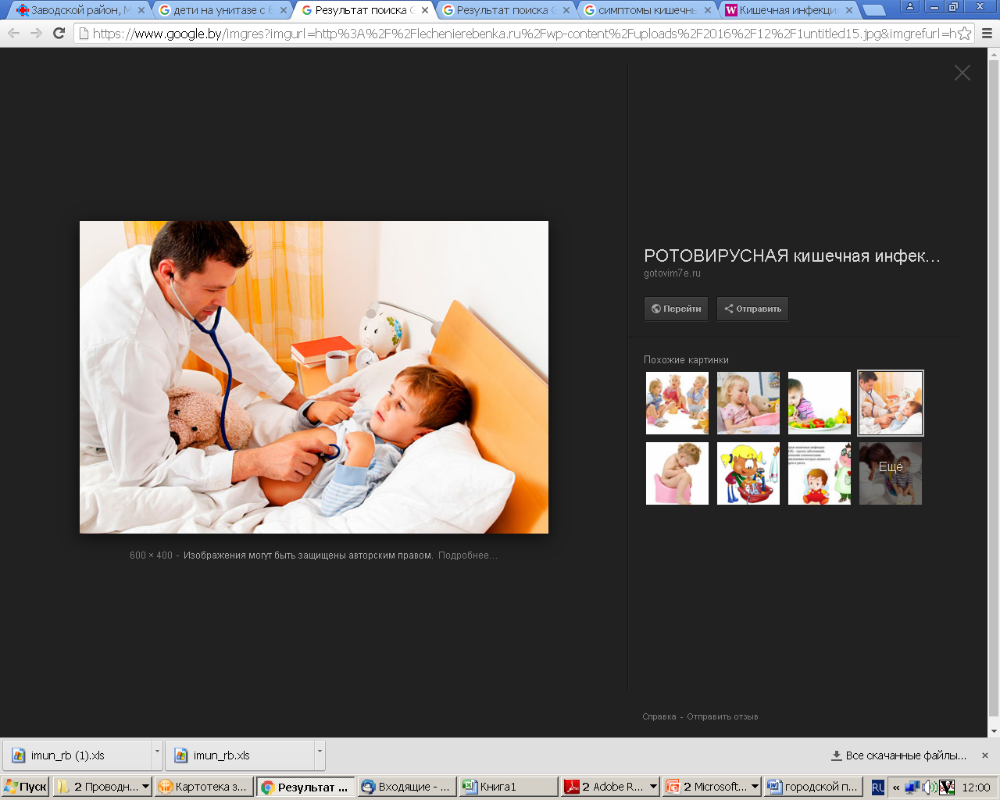 Заводской район, М
дети на унитазе с б
Результат поиска G
Результат поиска G
симптомы кишечны
Кишечная инфекци
https://www.google.by/imgres?imgurl=http%3A%2F%2Flechenierebenka.ru%2Fwp-content%2Fuploads%2F2016%2F12%2F1untitled15.jpg&imgrefurl=h
РОТОВИРУСНАЯ кишечная инфек...
gotovim7e.ru
Перейти
Отправить
Похожие картинки
Ещё
600 × 400 - Изображения могут быть защищены авторским правом. Подробнее...
Справка - Отправить отзыв
imun_rb (1).xls
imun_rb.xls
Все скачанные файлы...
Пуск
2 Проводн...
Картотека з...
Результат ...
Входящие - ...
Книга1
2 Adobe R...
2 Microsoft...
городской п...
RU
«
12:00